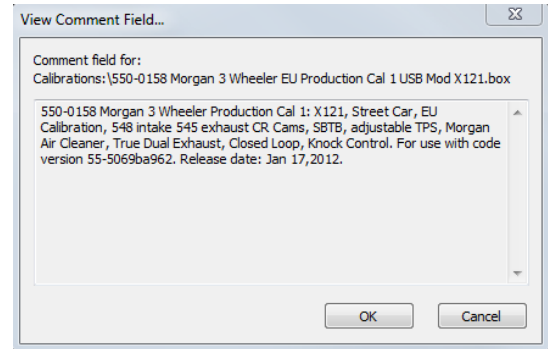 View Comment Field...
Comment field for:
Calibrations:\550-0158 Morgan 3 Wheeler EU Production Cal 1 USB Mod X121.box
550-0158 Morgan 3 Wheeler Production Cal 1: X121, Street Car, EU
Calibration, 548 intake 545 exhaust CR Cams, SBTB, adjustable TPS, Morgan
Air Cleaner, True Dual Exhaust, Closed Loop, Knock Control. For use with code
version 55-5069ba962. Release date: Jan 17,2012.
OK Cancel